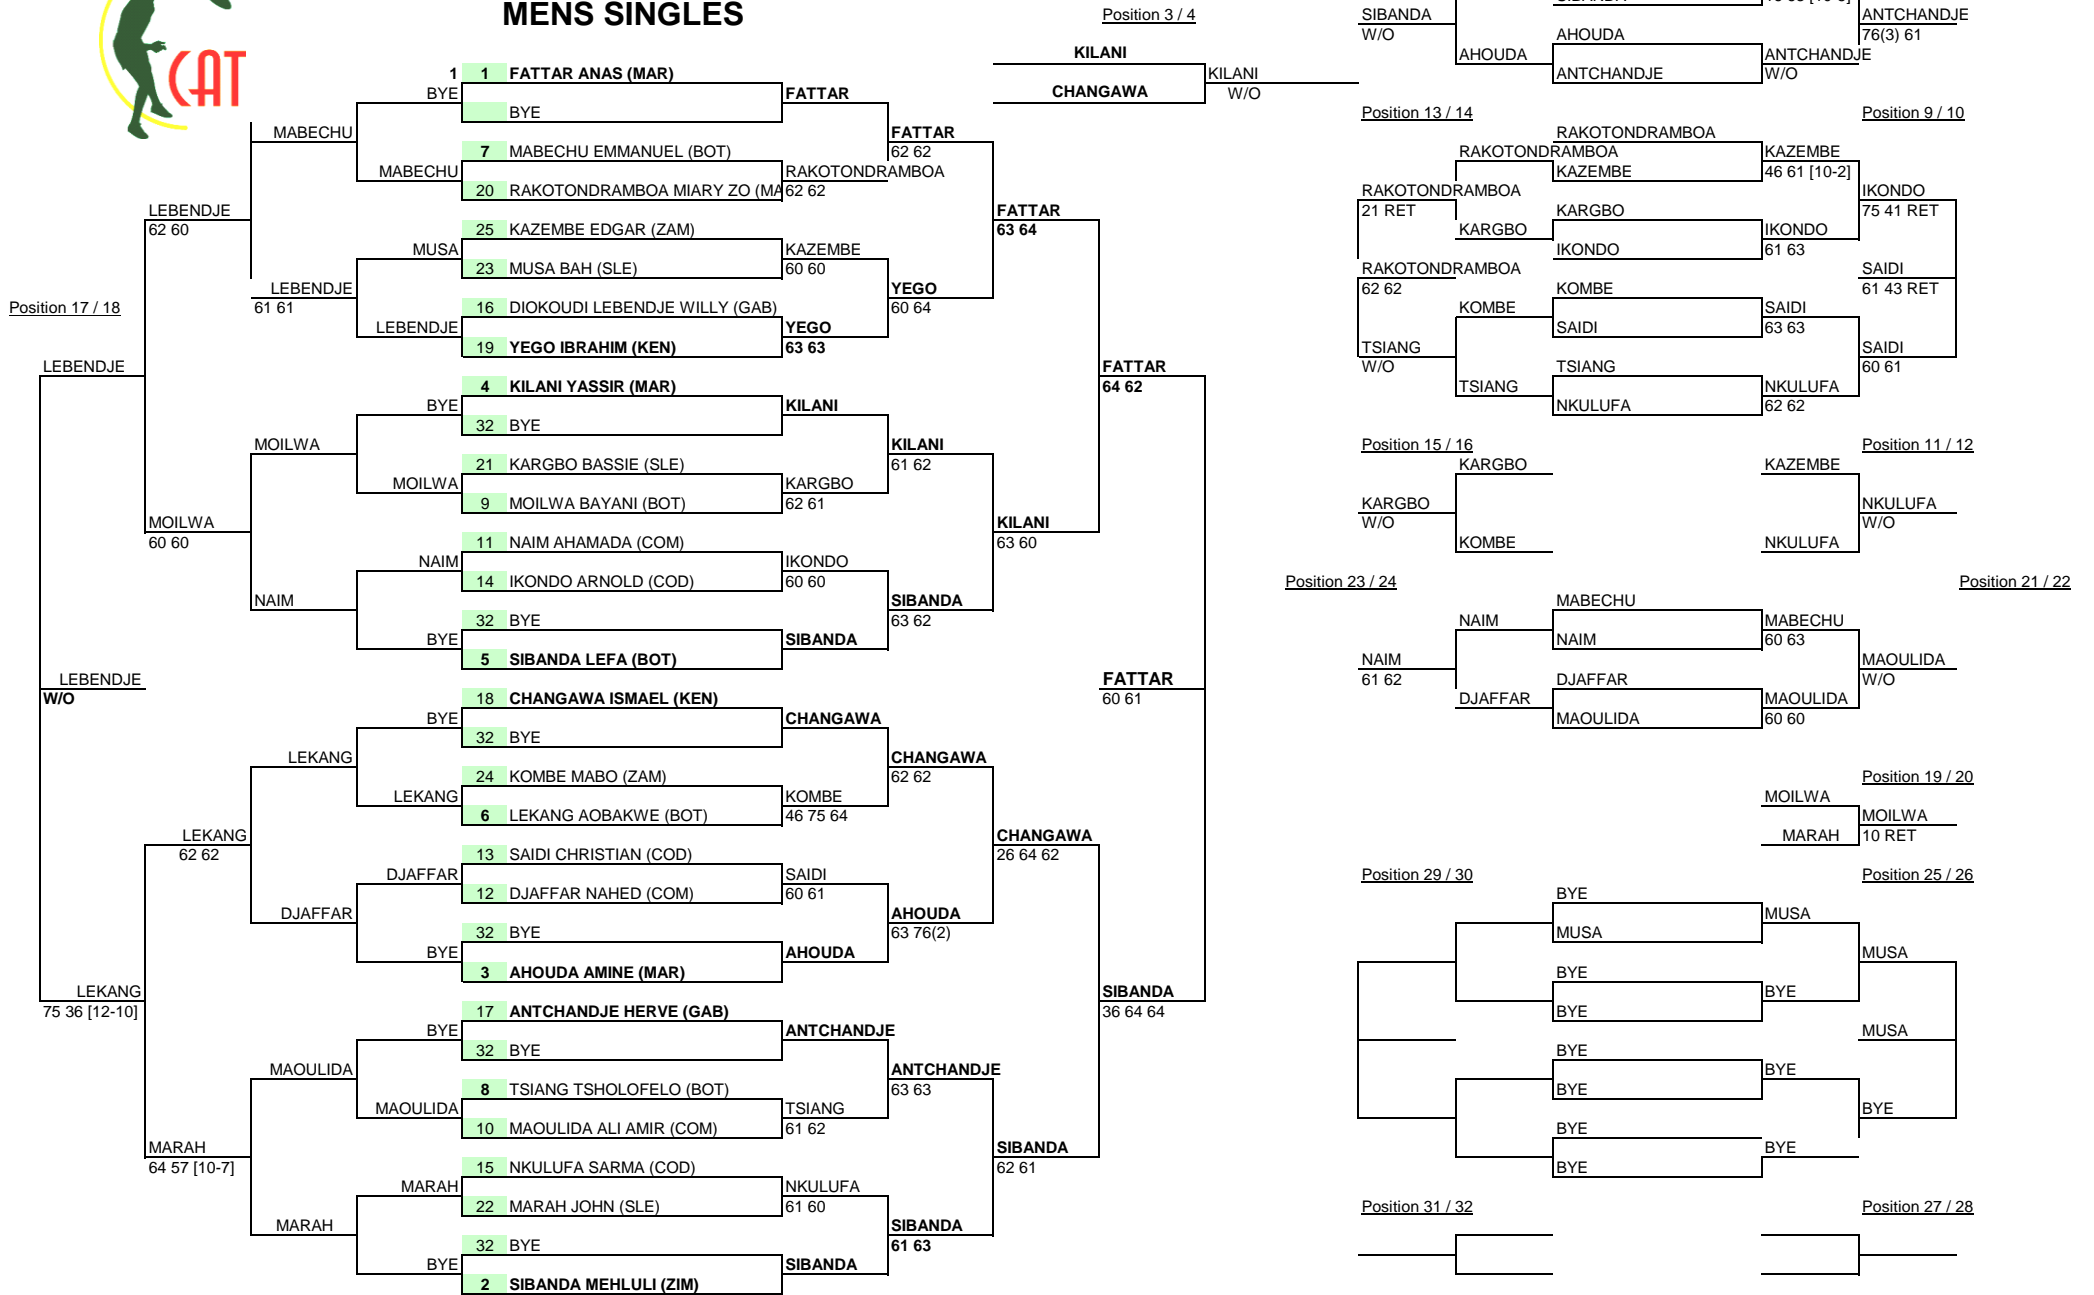 MENS SINGLES
CAT
Position 3 / 4
KILANI
CHANGAWA
KILANI
W/O
SIBANDA
W/O
AHOUDA
AHOUDA
ANTCHANDJE
ANTCHANDJE
W/O
ANTCHANDJE
76(3) 61
1 1 FATTAR ANAS (MAR)
BYE
7 MABECHU EMMANUEL (BOT)
20 RAKOTONDRAMBOA MIARY ZO (MA
25 KAZEMBE EDGAR (ZAM)
23 MUSA BAH (SLE)
16 DIOKOUDI LEBENDJE WILLY (GAB)
19 YEGO IBRAHIM (KEN)
4 KILANI YASSIR (MAR)
32 BYE
21 KARGBO BASSIE (SLE)
9 MOILWA BAYANI (BOT)
11 NAIM AHAMADA (COM)
14 IKONDO ARNOLD (COD)
32 BYE
5 SIBANDA LEFA (BOT)
18 CHANGAWA ISMAEL (KEN)
32 BYE
24 KOMBE MABO (ZAM)
6 LEKANG AOBAKWE (BOT)
13 SAIDI CHRISTIAN (COD)
12 DJAFFAR NAHED (COM)
32 BYE
3 AHOUDA AMINE (MAR)
17 ANTCHANDJE HERVE (GAB)
32 BYE
8 TSIANG TSHOLOFELO (BOT)
10 MAOULIDA ALI AMIR (COM)
15 NKULUFA SARMA (COD)
22 MARAH JOHN (SLE)
32 BYE
2 SIBANDA MEHLULI (ZIM)
FATTAR
RAKOTONDRAMBOA
62 62
KAZEMBE
60 60
YEGO
63 63
KILANI
KARGBO
62 61
IKONDO
60 60
SIBANDA
CHANGAWA
KOMBE
46 75 64
SAIDI
60 61
AHOUDA
ANTCHANDJE
TSIANG
61 62
NKULUFA
61 60
SIBANDA
FATTAR
62 62
YEGO
60 64
KILANI
61 62
SIBANDA
63 62
CHANGAWA
62 62
AHOUDA
63 76(2)
ANTCHANDJE
63 63
SIBANDA
61 63
FATTAR
63 64
KILANI
63 60
CHANGAWA
26 64 62
SIBANDA
62 61
FATTAR
64 62
SIBANDA
36 64 64
FATTAR
60 61
BYE
MABECHU
MUSA
LEBENDJE
BYE
MOILWA
NAIM
BYE
BYE
LEKANG
DJAFFAR
BYE
BYE
MAOULIDA
MARAH
BYE
MABECHU
LEBENDJE
61 61
MOILWA
NAIM
LEKANG
DJAFFAR
MAOULIDA
MARAH
LEBENDJE
62 60
MOILWA
60 60
LEKANG
62 62
MARAH
64 57 [10-7]
Position 17 / 18
LEBENDJE
LEKANG
75 36 [12-10]
LEBENDJE
W/O
Position 13 / 14
Position 9 / 10
RAKOTONDRAMBOA
KAZEMBE
KARGBO
IKONDO
KOMBE
SAIDI
TSIANG
NKULUFA
RAKOTONDRAMBOA
KARGBO
KOMBE
TSIANG
RAKOTONDRAMBOA
21 RET
TSIANG
W/O
RAKOTONDRAMBOA
62 62
KAZEMBE
46 61 [10-2]
IKONDO
61 63
SAIDI
63 63
NKULUFA
62 62
IKONDO
75 41 RET
SAIDI
60 61
SAIDI
61 43 RET
Position 15 / 16
KARGBO
KOMBE
KARGBO
W/O
Position 11 / 12
KAZEMBE
NKULUFA
NKULUFA
W/O
Position 23 / 24
Position 21 / 22
MABECHU
NAIM
DJAFFAR
MAOULIDA
NAIM
DJAFFAR
NAIM
61 62
MABECHU
60 63
MAOULIDA
60 60
MAOULIDA
W/O
Position 19 / 20
MOILWA
MARAH
MOILWA
10 RET
Position 29 / 30
Position 25 / 26
BYE
MUSA
BYE
BYE
BYE
BYE
BYE
BYE
MUSA
BYE
BYE
BYE
MUSA
BYE
MUSA
Position 31 / 32
Position 27 / 28